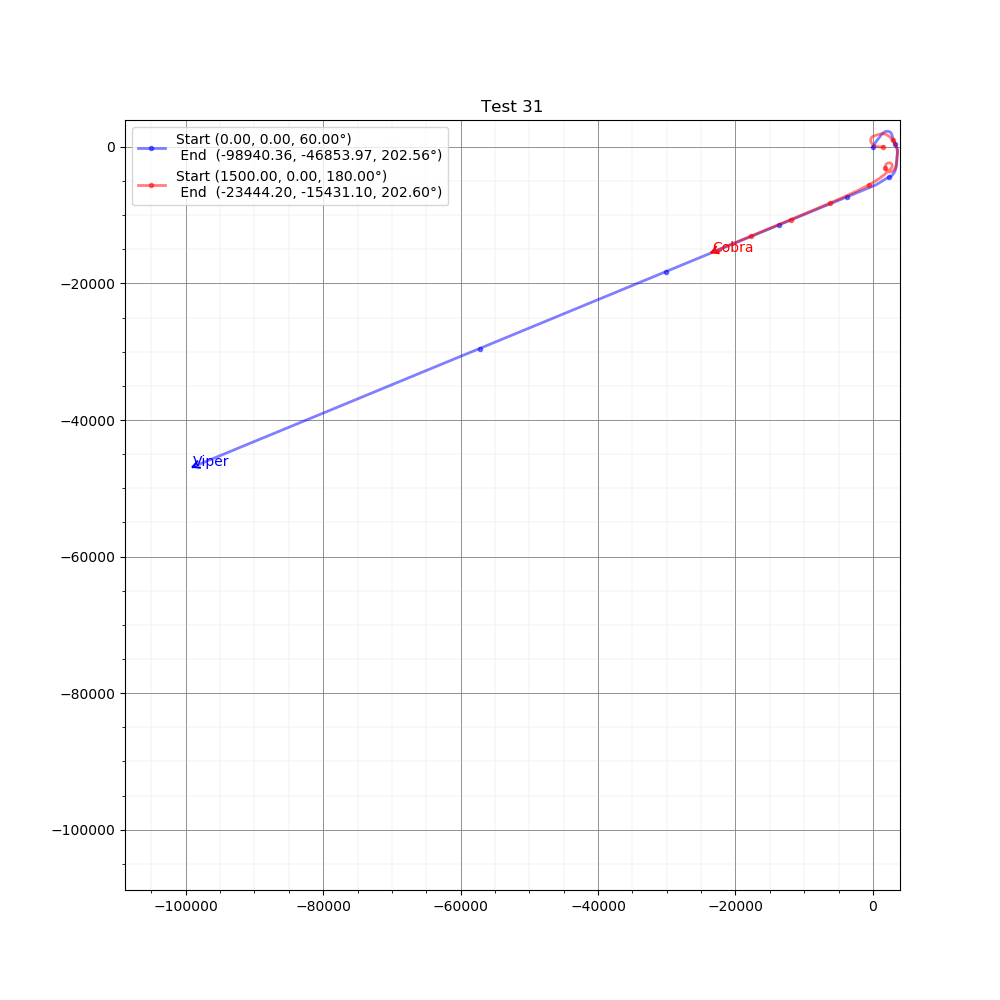 Test 31
Start (0.00, 0.00, 60.00°)
End (-98940.36, -46853.97, 202.56°)
Start (1500.00, 0.00, 180.00°)
End (-23444.20, -15431.10, 202.60°)
0
−20000
−40000
−60000
−80000
−100000
Cobra
Viper
−100000 −80000 −60000 −40000 −20000 0